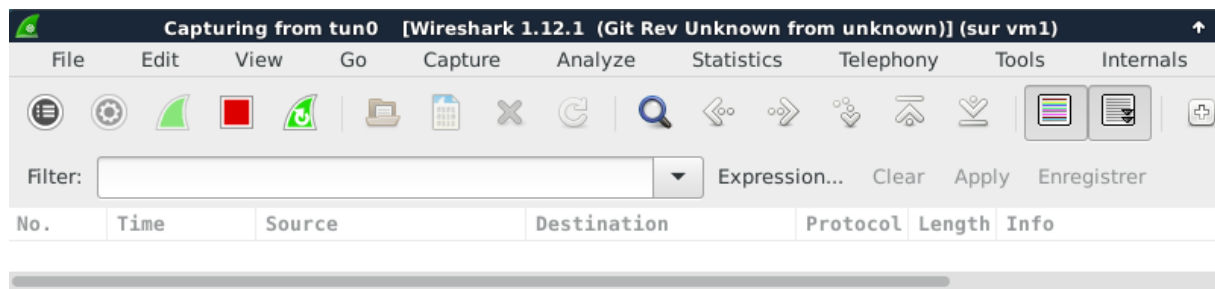 Capturing from tun0 [Wireshark 1.12.1 (Git Rev Unknown from unknown)] (sur vm1)
File Edit View Go Capture Analyze Statistics Telephony Tools Internals
Filter: Expression... Clear Apply Enregistrer
No. Time Source Destination Protocol Length Info